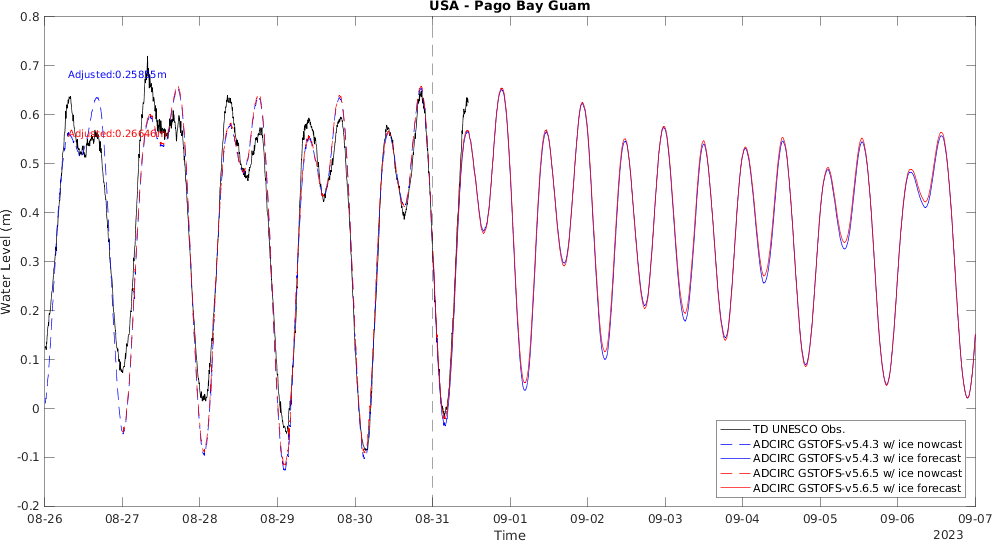 USA - Pago Bay Guam
0.8
0.7
0.6
0.5
0.4
0.3
0.2
0.1
0
-0.1
-0.2
Water Level (m)
m
TD UNESCO Obs.
ADCIRC GSTOFS-v5.4.3 w/ ice nowcast
ADCIRC GSTOFS-v5.4.3 w/ ice forecast
ADCIRC GSTOFS-v5.6.5 w/ ice nowcast
ADCIRC GSTOFS-v5.6.5 w/ ice forecast
08-26 08-27 08-28 08-29 08-30 08-31 09-01 09-02 09-03 09-04 09-05 09-06 09-07
Time
2023